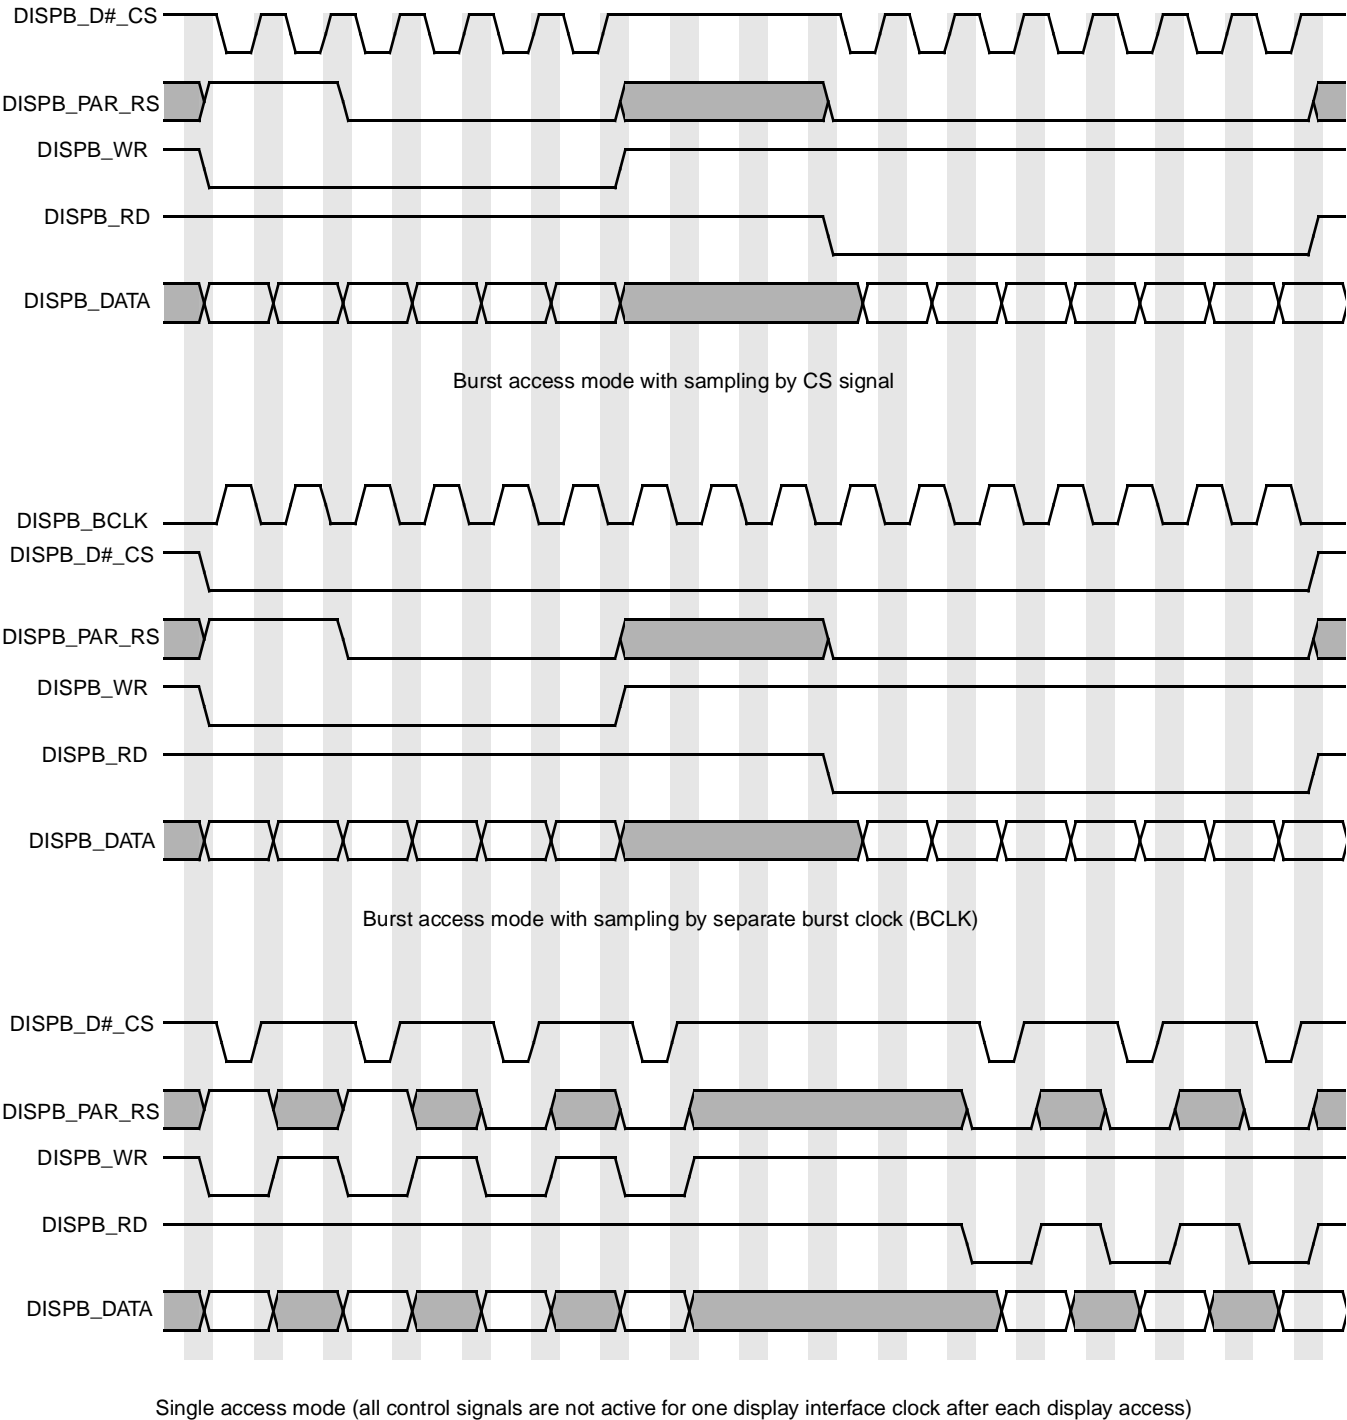 DISPB_D#_CS
DISPB_PAR_RS
DISPB_WR
DISPB_RD
DISPB_DATA
Burst access mode with sampling by CS signal
DISPB_BCLK
DISPB_D#_CS
DISPB_PAR_RS
DISPB_WR
DISPB_RD
DISPB_DATA
Burst access mode with sampling by separate burst clock (BCLK)
DISPB_D#_CS
DISPB_PAR_RS
DISPB_WR
DISPB_RD
DISPB_DATA
Single access mode (all control signals are not active for one display interface clock after each display access)